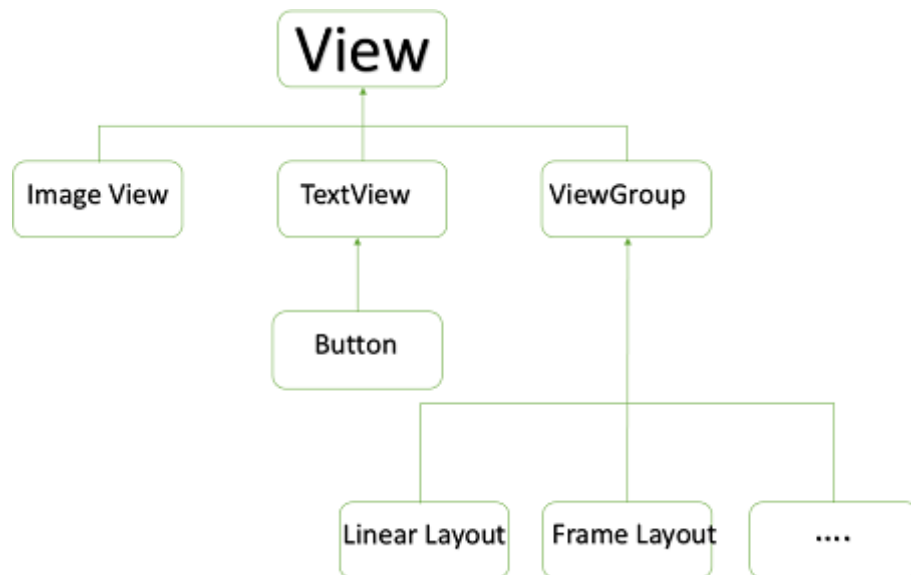 View
Image View
TextView
ViewGroup
Button
Linear Layout
Frame Layout
....